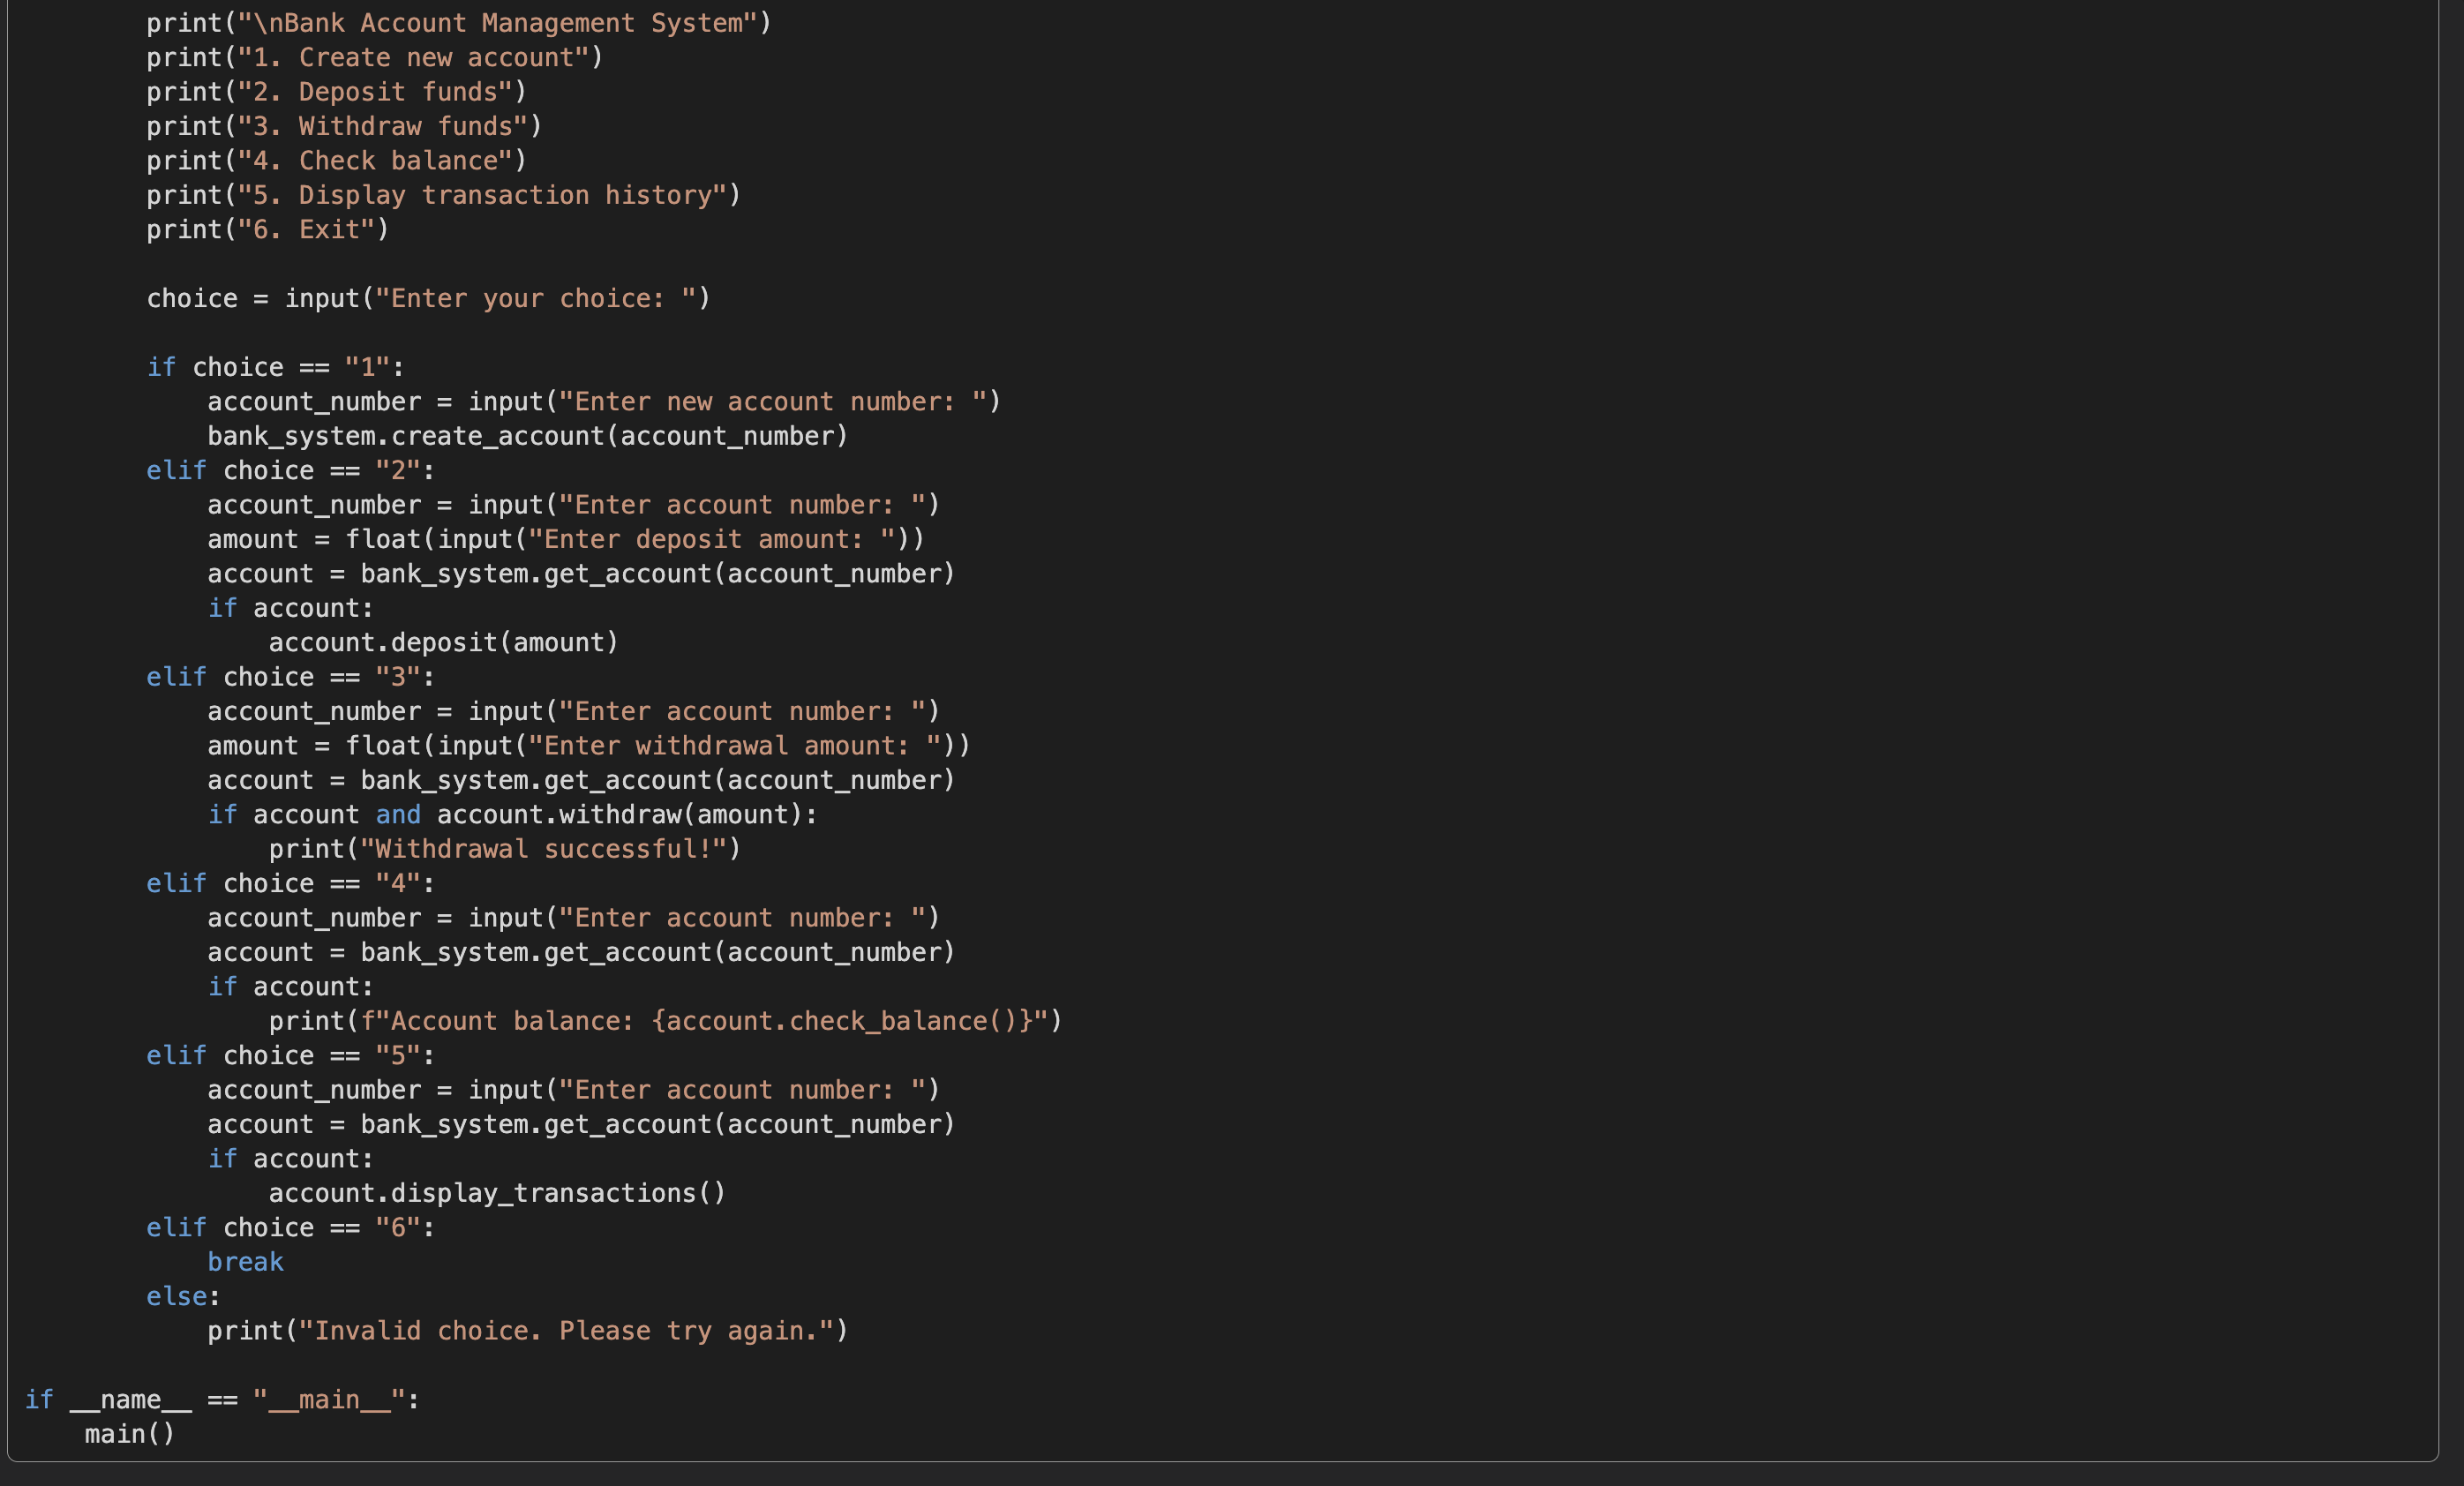 print("\nBank Account Management System")
print("1. Create new account")
print("2. Deposit funds")
print("3. Withdraw funds")
print("4. Check balance")
print("5. Display transaction history")
print("6. Exit")

choice = input("Enter your choice: ")

if choice == "1":
    account_number = input("Enter new account number: ")
    bank_system.create_account(account_number)
elif choice == "2":
    account_number = input("Enter account number: ")
    amount = float(input("Enter deposit amount: "))
    account = bank_system.get_account(account_number)
    if account:
        account.deposit(amount)
elif choice == "3":
    account_number = input("Enter account number: ")
    amount = float(input("Enter withdrawal amount: "))
    account = bank_system.get_account(account_number)
    if account and account.withdraw(amount):
        print("Withdrawal successful!")
elif choice == "4":
    account_number = input("Enter account number: ")
    account = bank_system.get_account(account_number)
    if account:
        print(f"Account balance: {account.check_balance()}")
elif choice == "5":
    account_number = input("Enter account number: ")
    account = bank_system.get_account(account_number)
    if account:
        account.display_transactions()
elif choice == "6":
    break
else:
    print("Invalid choice. Please try again.")

if __name__ == "__main__":
    main()